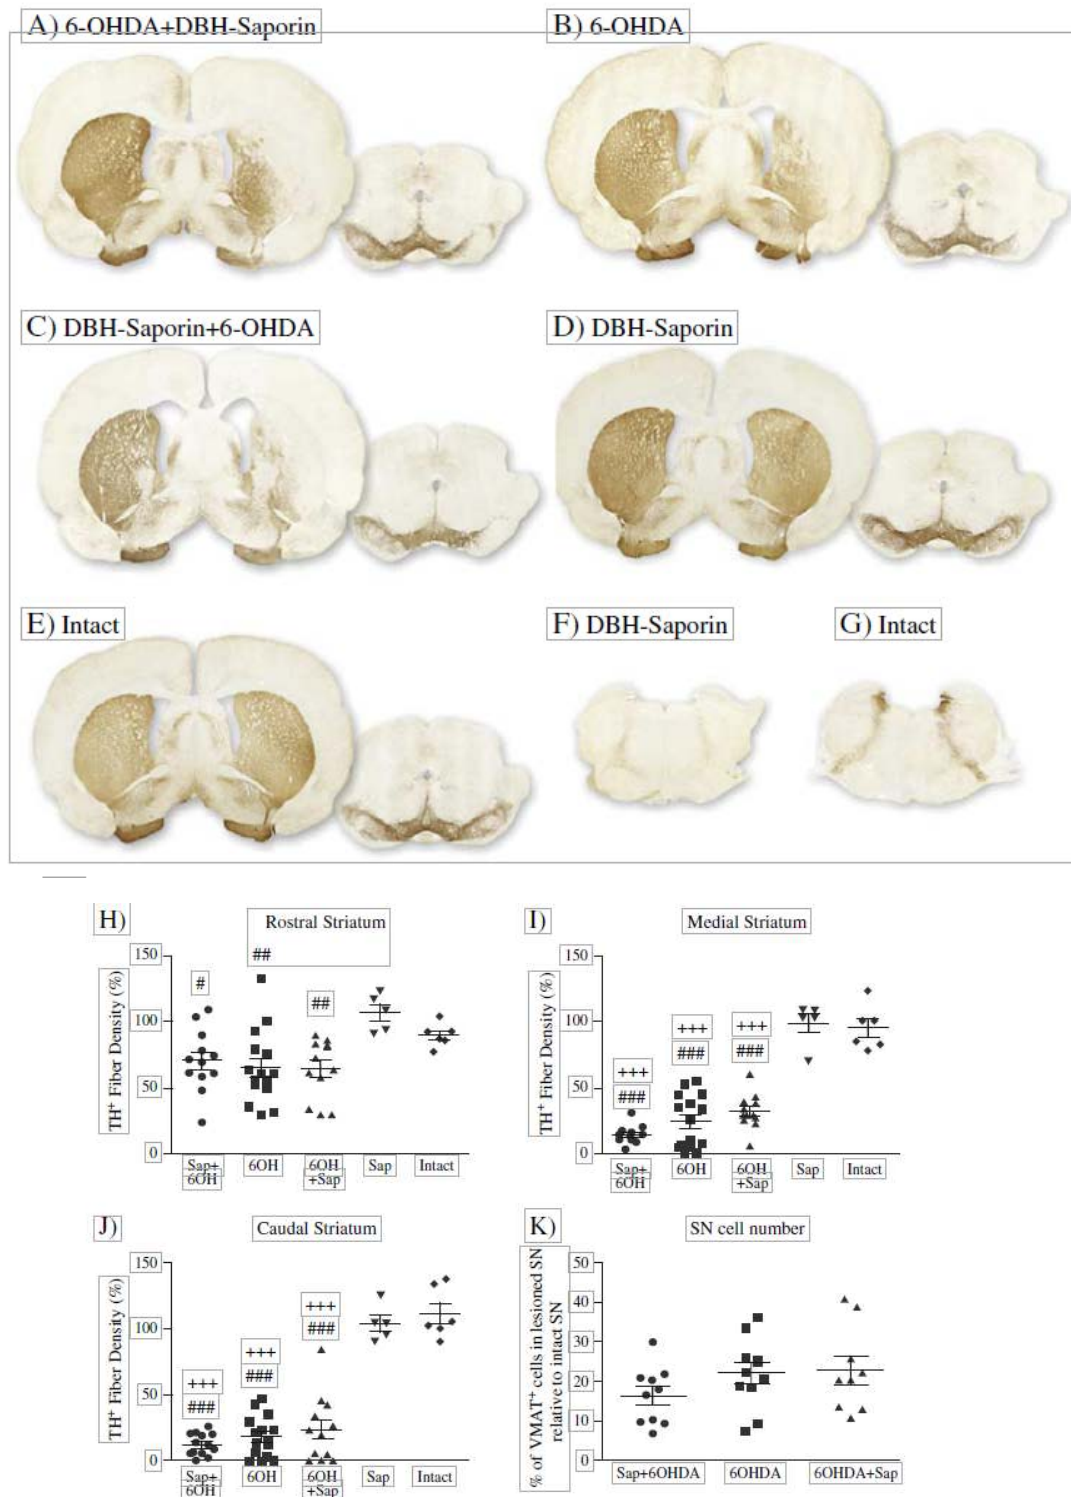 A) 6-OHDA+DBH-Saporin
B) 6-OHDA
C) DBH-Saporin+6-OHDA
D) DBH-Saporin
E) Intact
F) DBH-Saporin
G) Intact
H)
Rostral Striatum
TH⁺ Fiber Density (%)
150
100
50
0
#
##
##
Sap+
6OH
6OH
6OH
+Sap
Sap
Intact
I)
Medial Striatum
TH⁺ Fiber Density (%)
150
100
50
0
+++
###
+++
###
+++
###
Sap+
6OH
6OH
6OH
+Sap
Sap
Intact
J)
Caudal Striatum
TH⁺ Fiber Density (%)
150
100
50
0
+++
###
+++
###
+++
###
Sap+
6OH
6OH
6OH
+Sap
Sap
Intact
K)
SN cell number
% of VMAT⁺ cells in lesioned SN
relative to intact SN
50
40
30
20
10
0
Sap+6OHDA
6OHDA
6OHDA+Sap